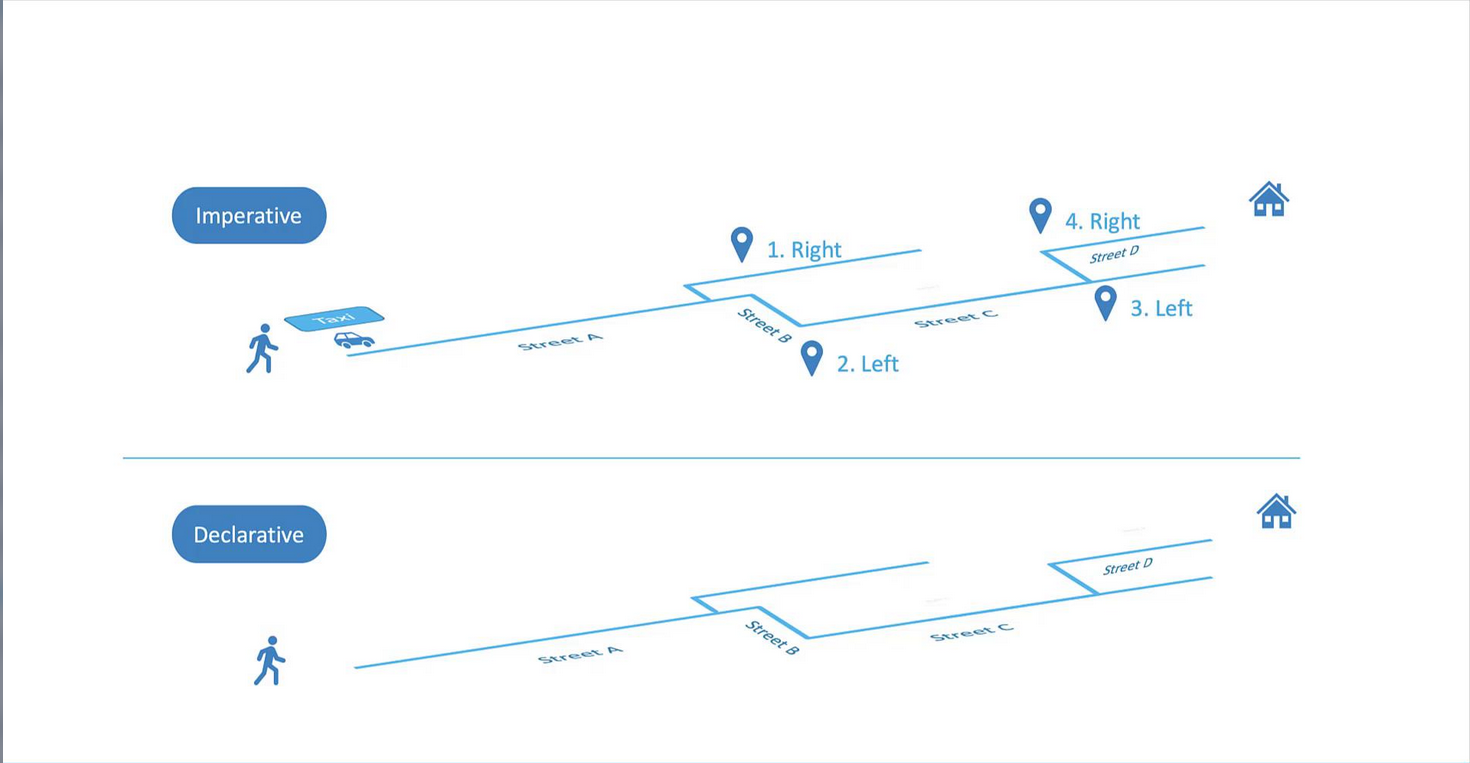 Imperative
4. Right
1. Right
Street D
Taxi
3. Left
Street C
Street B
Street A
2. Left
Declarative
Street D
Street C
Street B
Street A